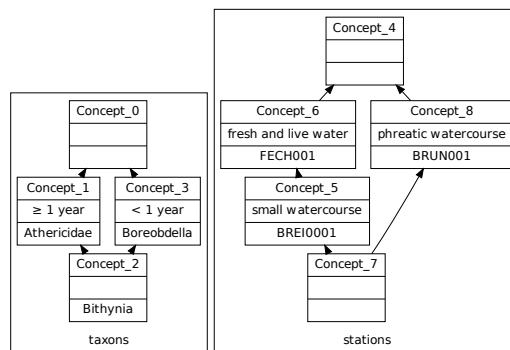 Concept_4
Concept_0
Concept_6
fresh and live water
FECH001
Concept_8
phreatic watercourse
BRUN001
Concept_1
≥ 1 year
Athericidae
Concept_3
< 1 year
Boreobdella
Concept_5
small watercourse
BREI0001
Concept_2
Bithynia
Concept_7
taxons
stations